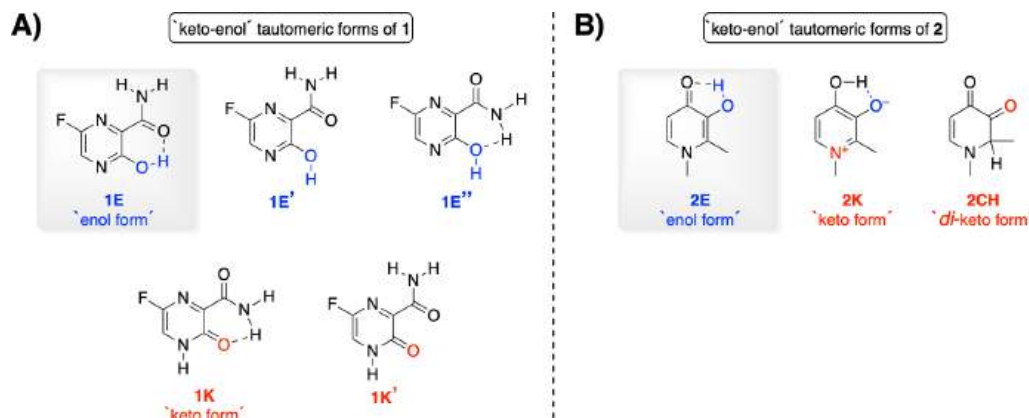 A)
`keto-enol´ tautomeric forms of 1
B)
`keto-enol´ tautomeric forms of 2
H N H
F N O
N O H
1E
`enol form´
H N H
F N O
N O
H
1E’
O
F N N H
H
N O
H
1E’’
O H O
N
2E
`enol form´
O H O–
N+
2K
`keto form´
O O
N H
2CH
`di-keto form
O
F N N H
H
N O
H
1K
`keto form´
H N H
F N O
N O
H
1K’